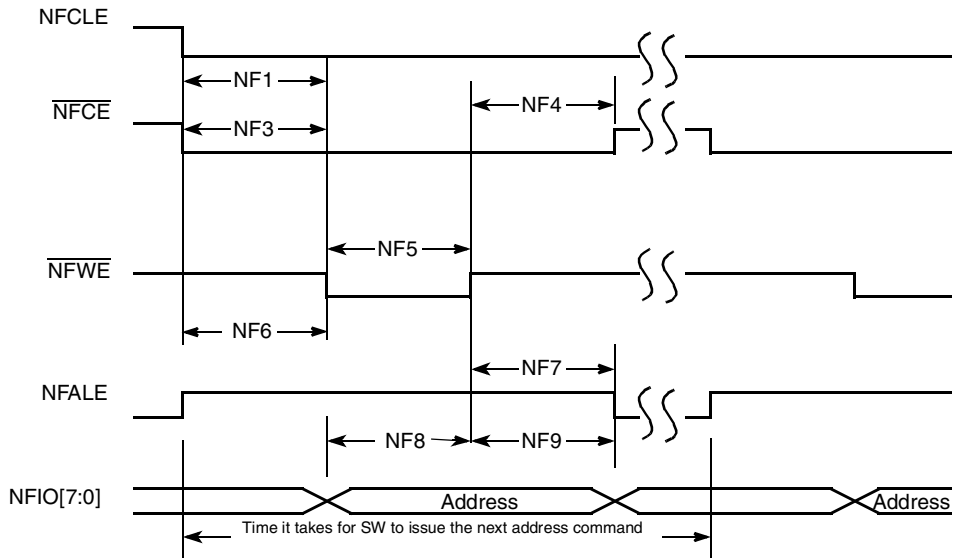 NFCLE
NF1
NF4
NFCE
NF3
NF5
NFWE
NF6
NF7
NFALE
NF8
NF9
NFIO[7:0]
Address
Address
Time it takes for SW to issue the next address command